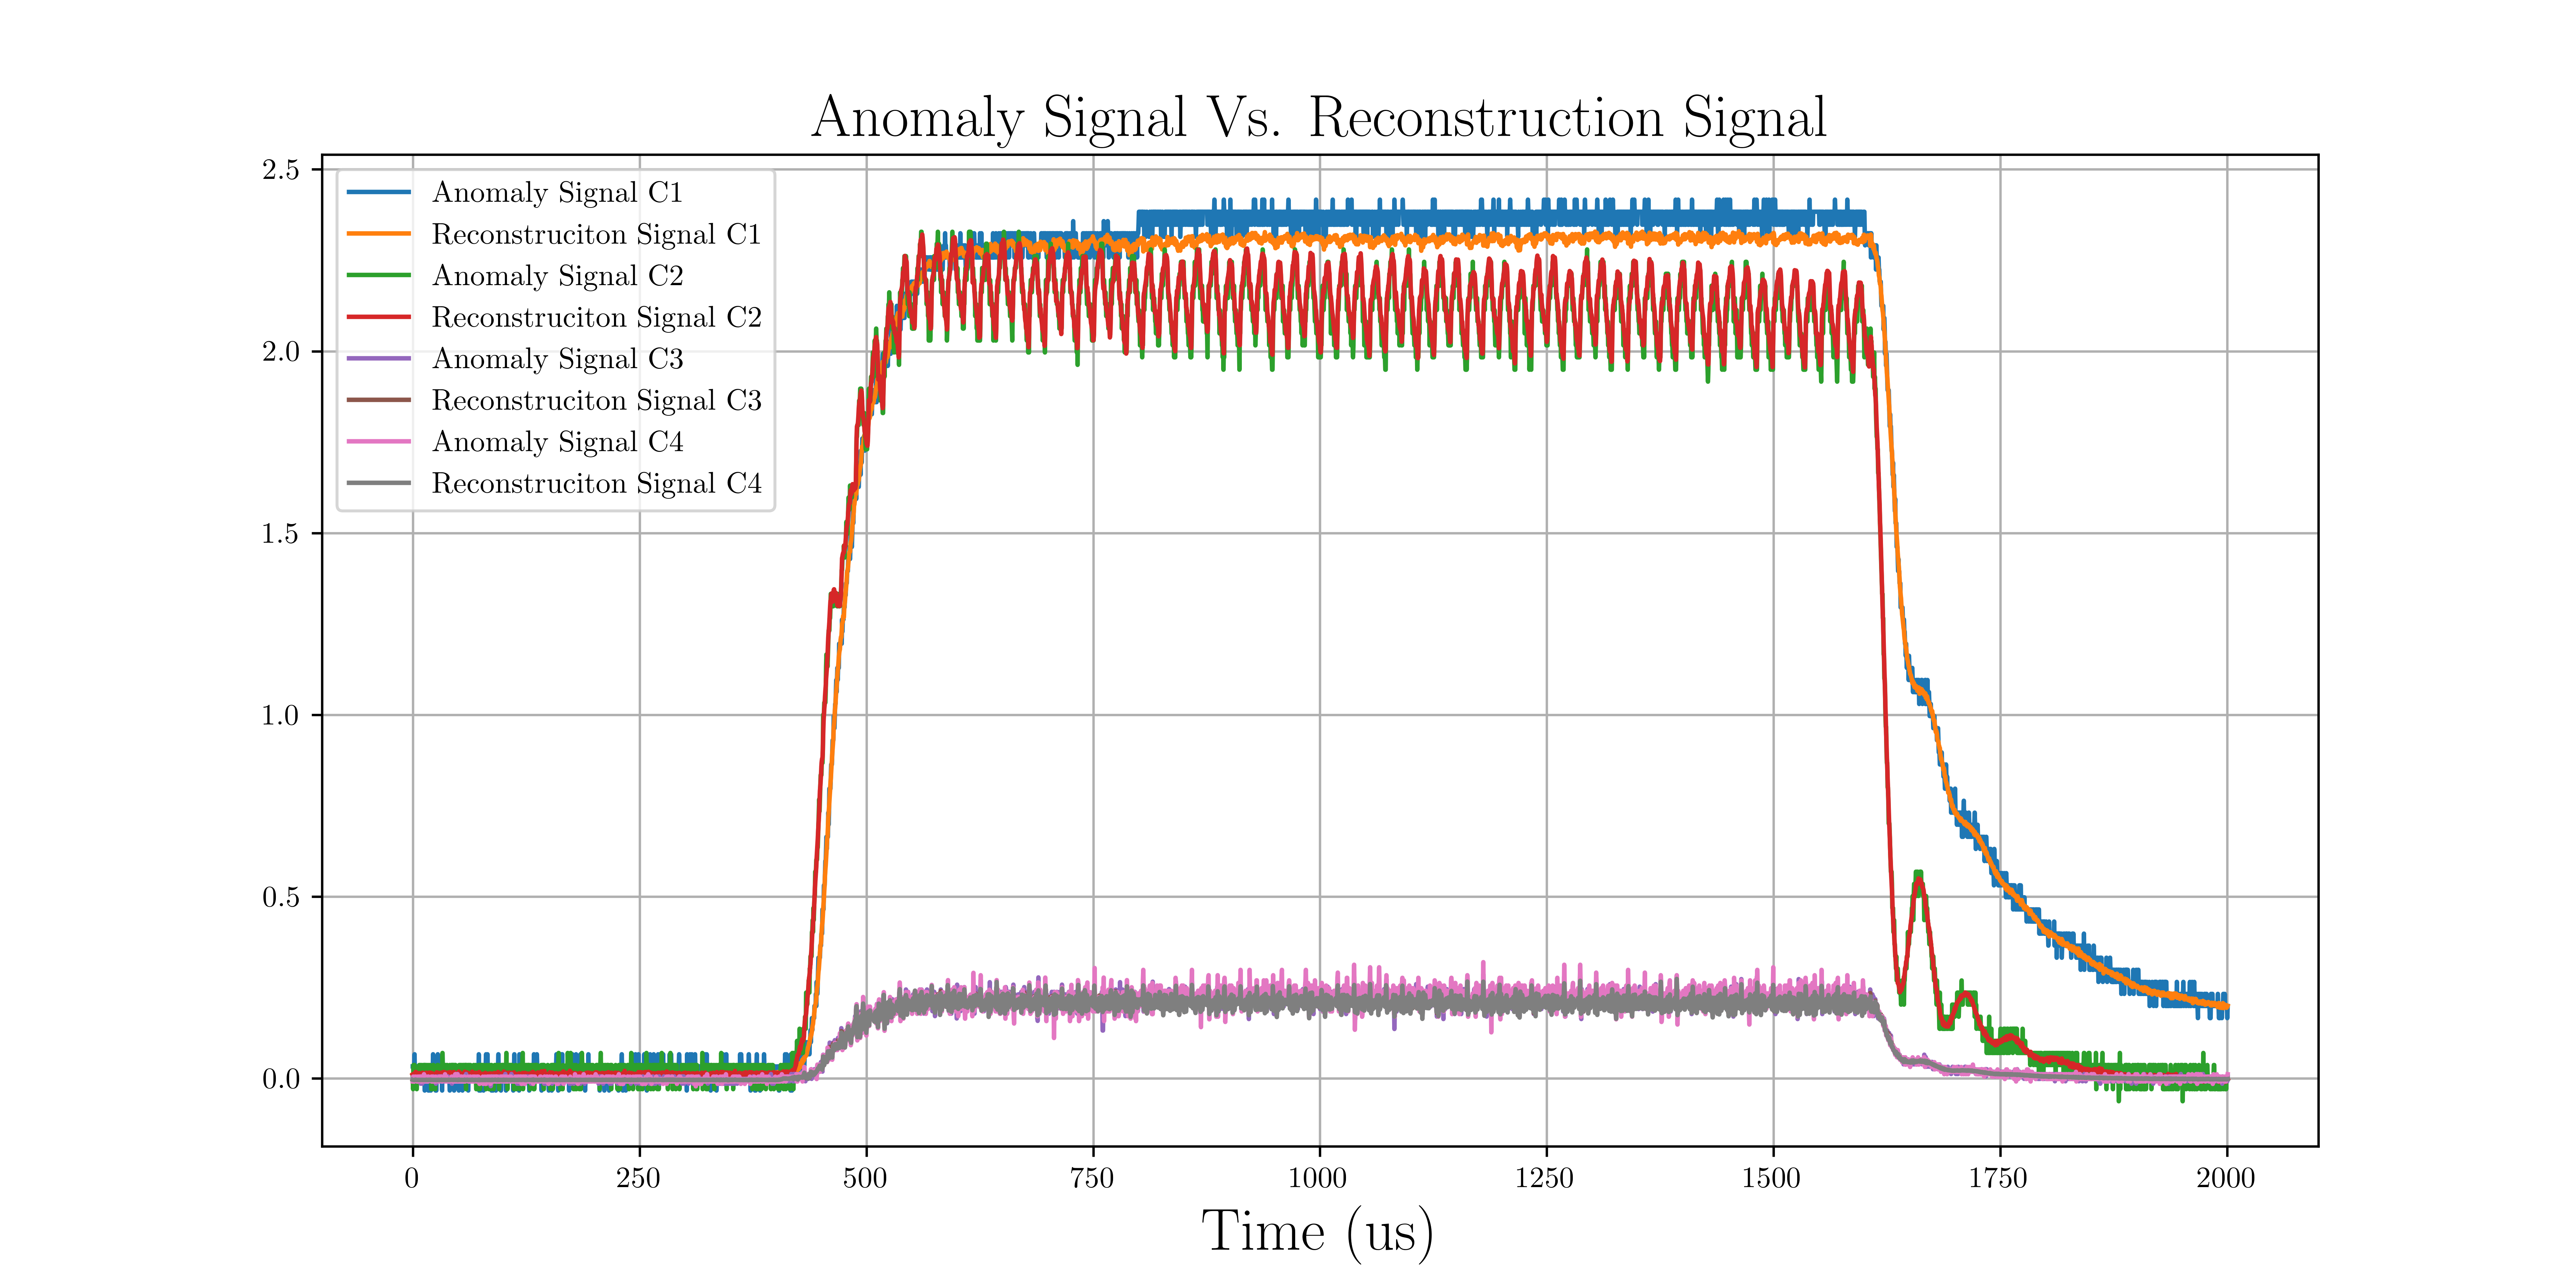 Anomaly Signal Vs. Reconstruction Signal
2.5
2.0
1.5
1.0
0.5
0.0
Anomaly Signal C1
Reconstruciton Signal C1
Anomaly Signal C2
Reconstruciton Signal C2
Anomaly Signal C3
Reconstruciton Signal C3
Anomaly Signal C4
Reconstruciton Signal C4
0 250 500 750 1000 1250 1500 1750 2000
Time (us)